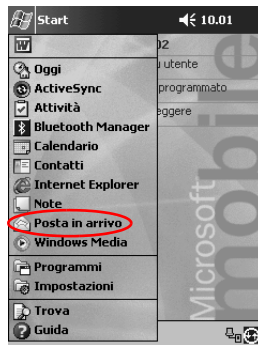 Start 10.01
02
utente
Oggi
programmato
ActiveSync
eggere
Attività
Bluetooth Manager
Calendario
Contatti
Internet Explorer
Note
Posta in arrivo
Windows Media
Programmi
Impostazioni
Trova
Guida
Microsoft
mobile